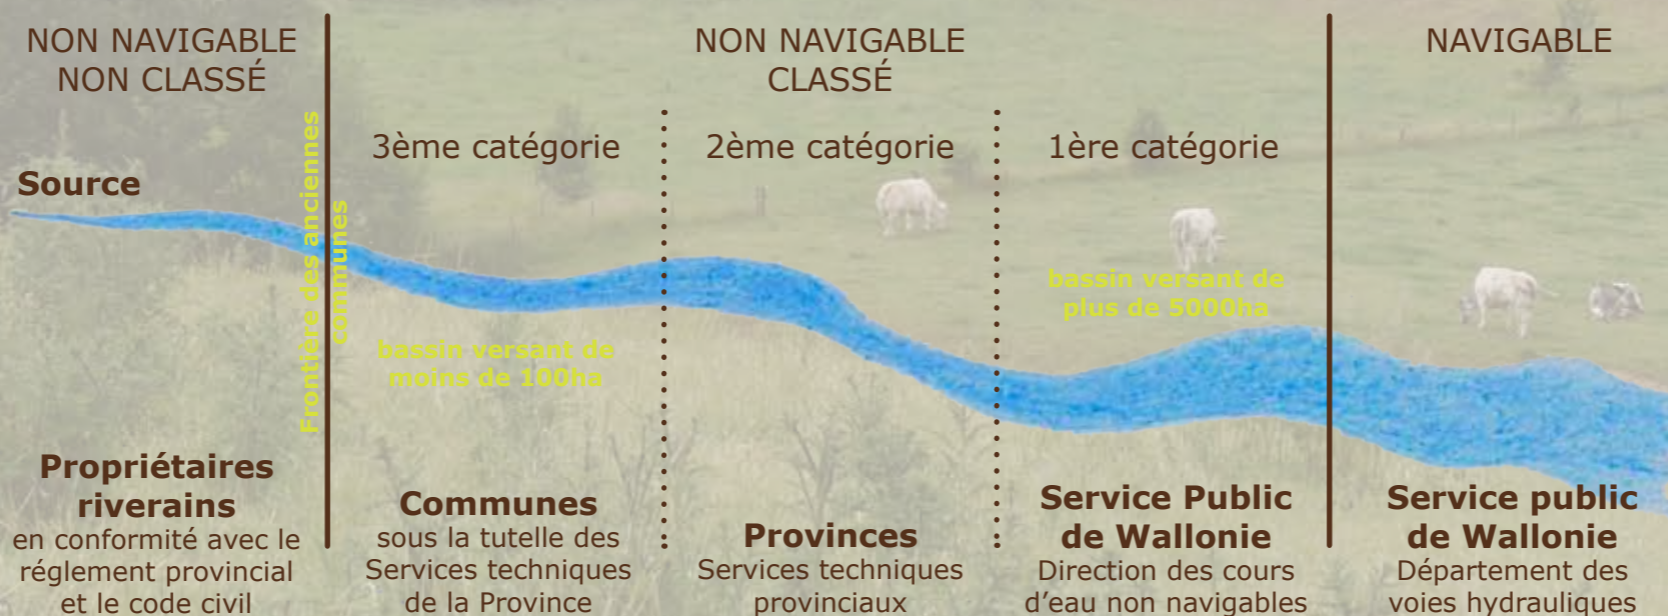 NON NAVIGABLE
NON CLASSÉ
Source
Frontière des anciennes
communes
Propriétaires
riverains
en conformité avec le
réglement provincial
et le code civil
NON NAVIGABLE
CLASSÉ
3ème catégorie
bassin versant de
moins de 100ha
Communes
sous la tutelle des
Services techniques
de la Province
2ème catégorie
Provinces
Services techniques
provinciaux
1ère catégorie
bassin versant de
plus de 5000ha
Service Public
de Wallonie
Direction des cours
d'eau non navigables
NAVIGABLE
Service public
de Wallonie
Département des
voies hydrauliques